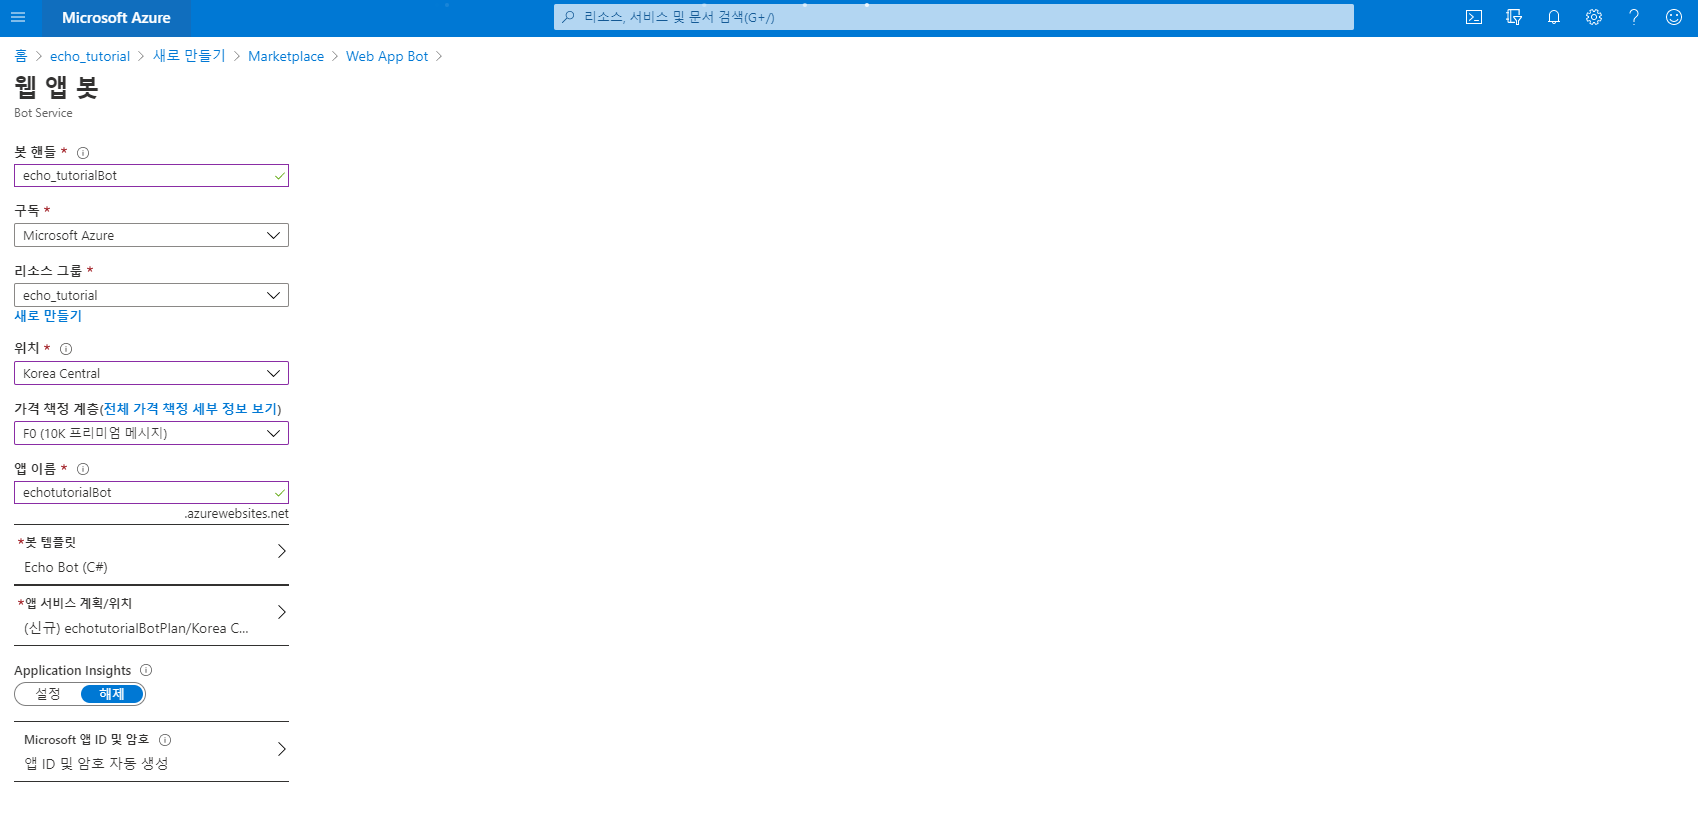 Microsoft Azure
리소스, 서비스 및 문서 검색(G+/)
홈 > echo_tutorial > 새로 만들기 > Marketplace > Web App Bot >
웹 앱 봇
Bot Service
봇 핸들 *
echo_tutorialBot
구독 *
Microsoft Azure
리소스 그룹 *
echo_tutorial
새로 만들기
위치 *
Korea Central
가격 책정 계층(전체 가격 책정 세부 정보 보기)
F0 (10K 프리미엄 메시지)
앱 이름 *
echotutorialBot
.azurewebsites.net
*봇 템플릿
Echo Bot (C#)
*앱 서비스 계획/위치
(신규) echotutorialBotPlan/Korea C...
Application Insights
설정 해제
Microsoft 앱 ID 및 암호
앱 ID 및 암호 자동 생성